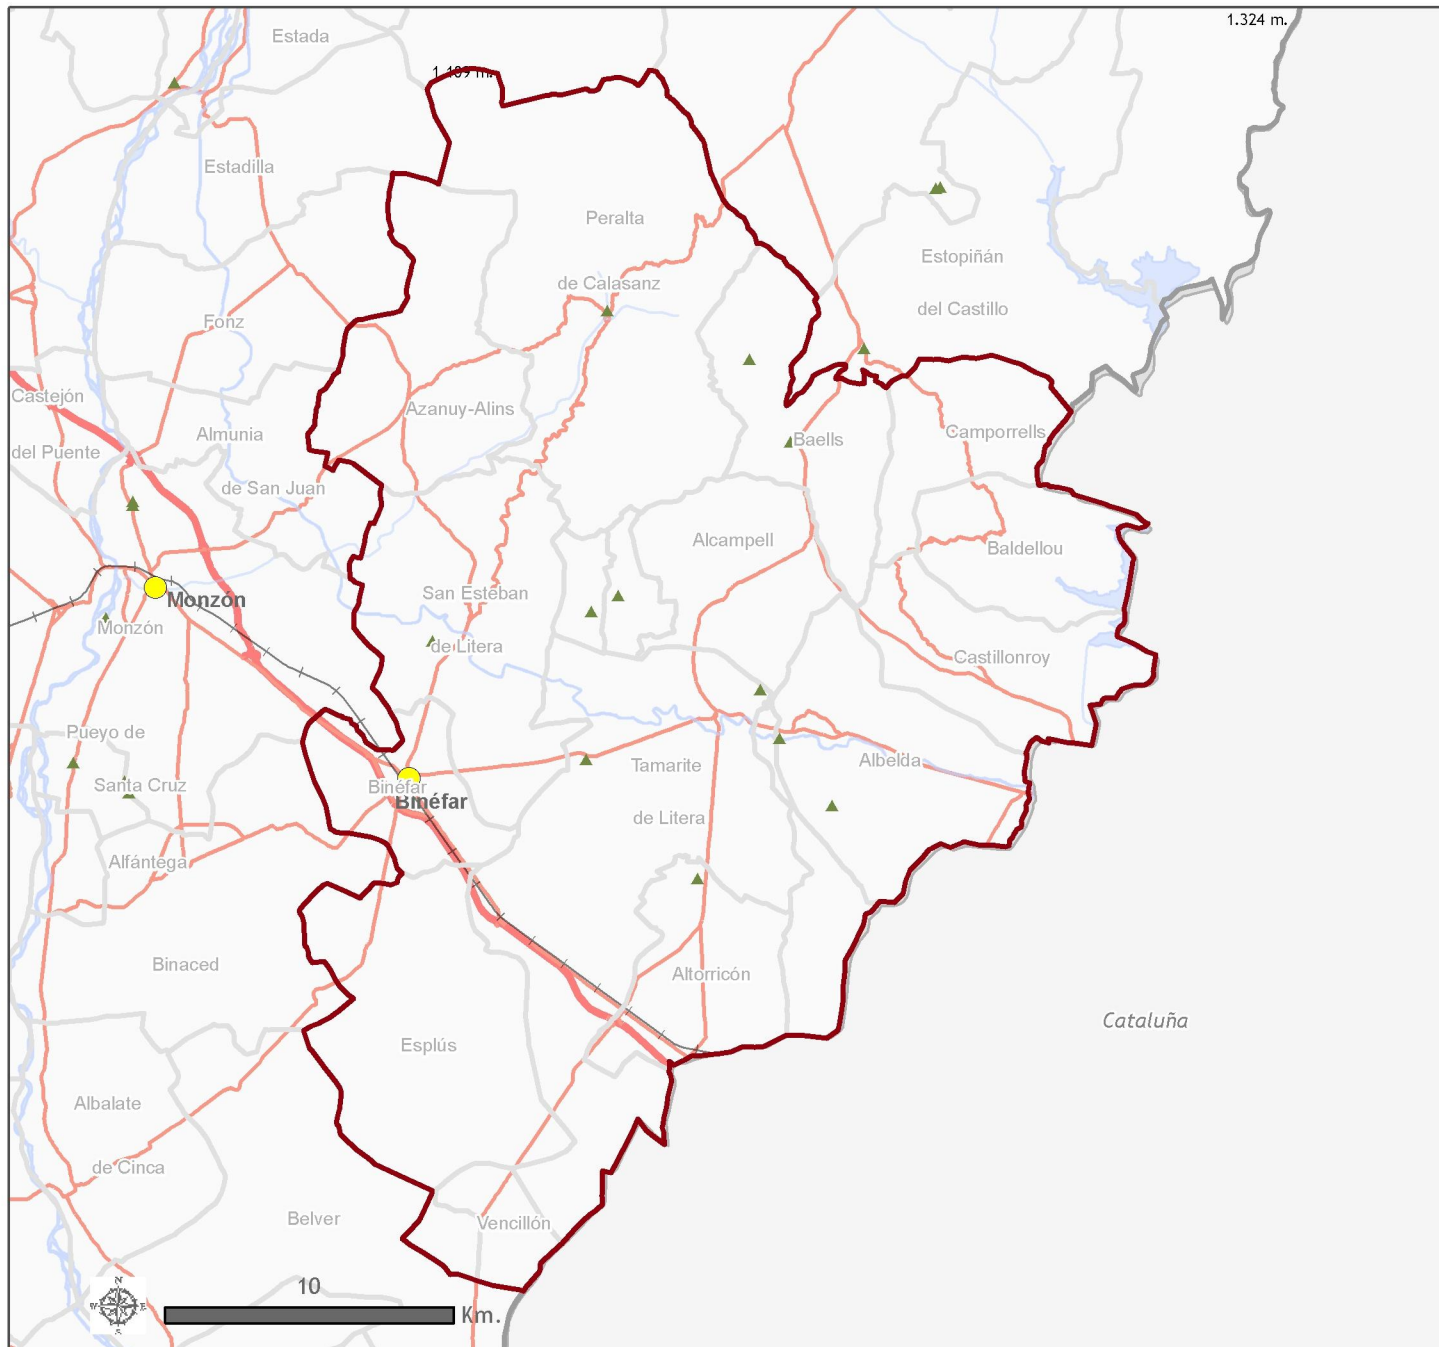 1.324 m.
Estada
1.109 m.
Estadilla
Peralta
de Calasanz
Estopiñán
del Castillo
Fonz
Castejón
del Puente
Azanuy-Alins
Almunia
de San Juan
Baells
Camporrells
Alcampell
Baldellou
San Esteban
de Litera
Monzón
Monzón
Castillonroy
Pueyo de
Santa Cruz
Binéfar
Binéfar
Tamarite
de Litera
Albelda
Alfántega
Binaced
Altorricón
Cataluña
Esplús
Albalate
de Cinca
Belver
Vencillón
N
W
E
S
10
Km.